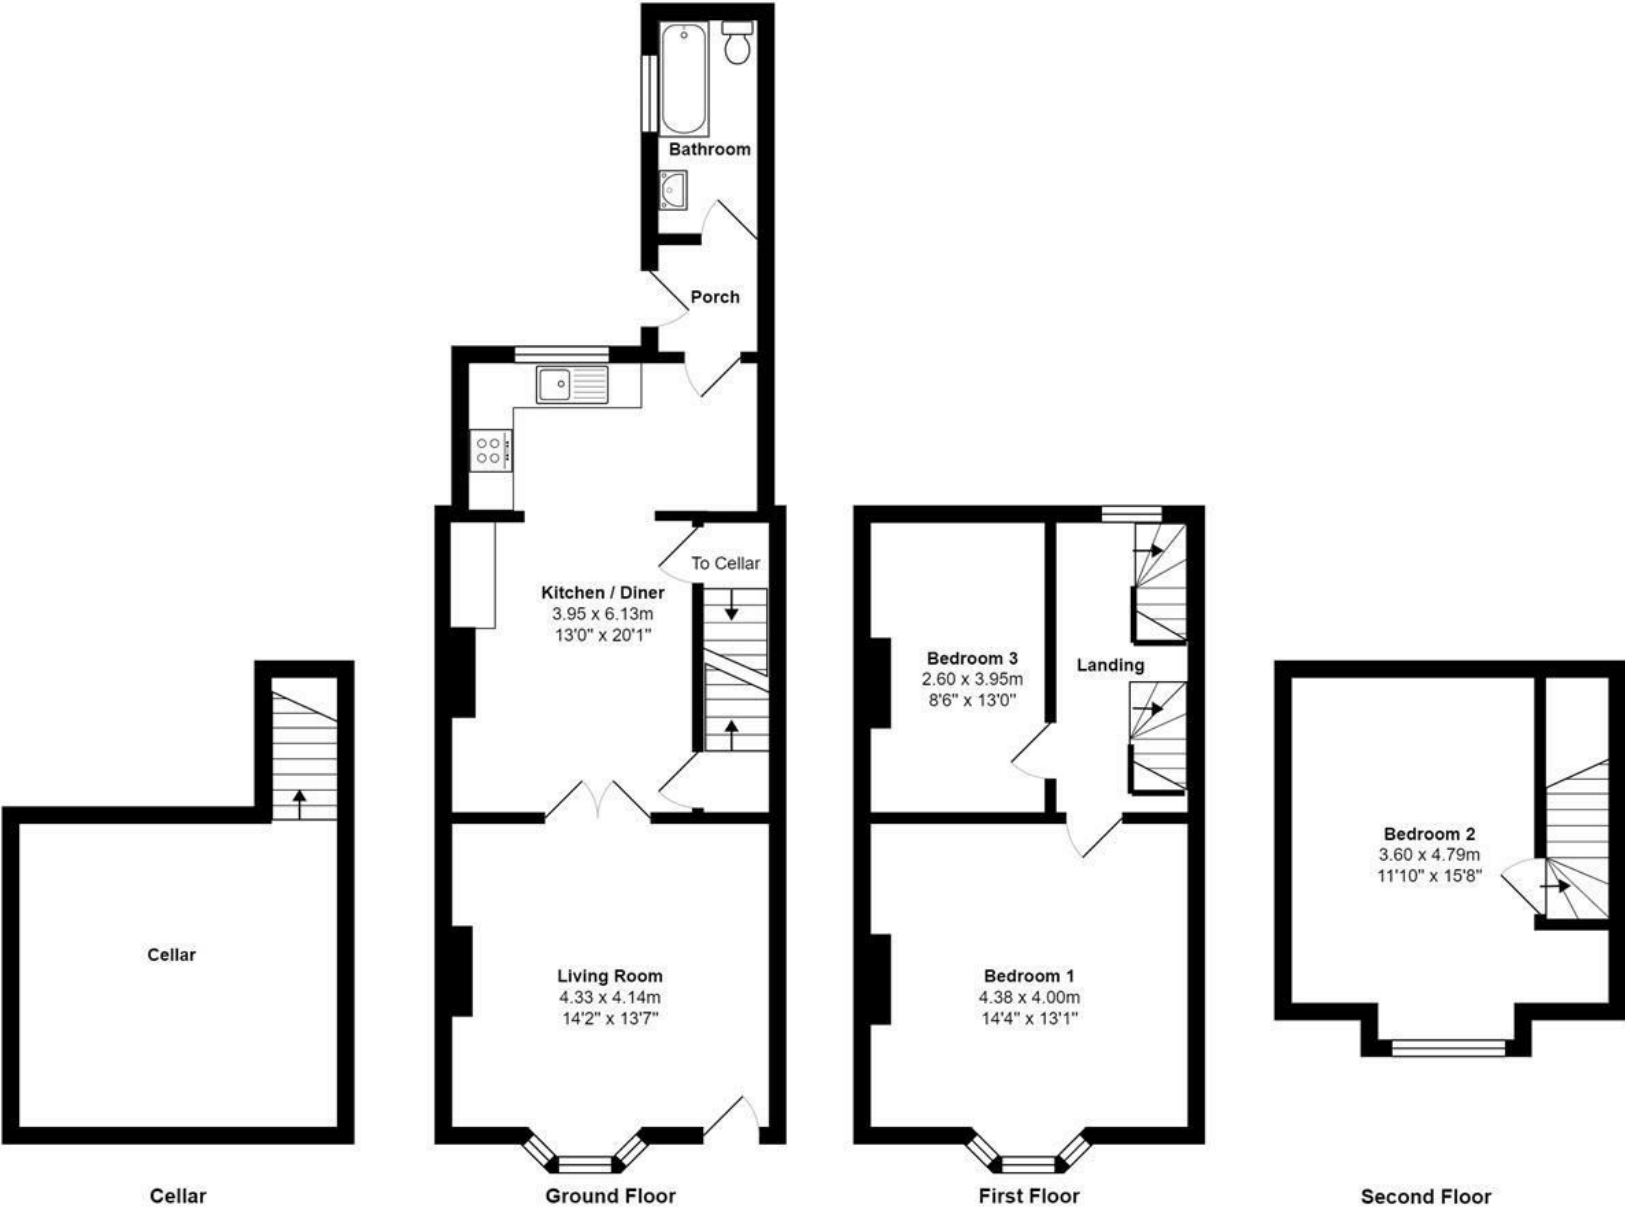 Bathroom
Porch
To Cellar
Kitchen / Diner
3.95 x 6.13m
13'0" x 20'1"
Bedroom 3
2.60 x 3.95m
8'6" x 13'0"
Landing
Bedroom 2
3.60 x 4.79m
11'10" x 15'8"
Cellar
Living Room
4.33 x 4.14m
14'2" x 13'7"
Bedroom 1
4.38 x 4.00m
14'4" x 13'1"
Cellar
Ground Floor
First Floor
Second Floor